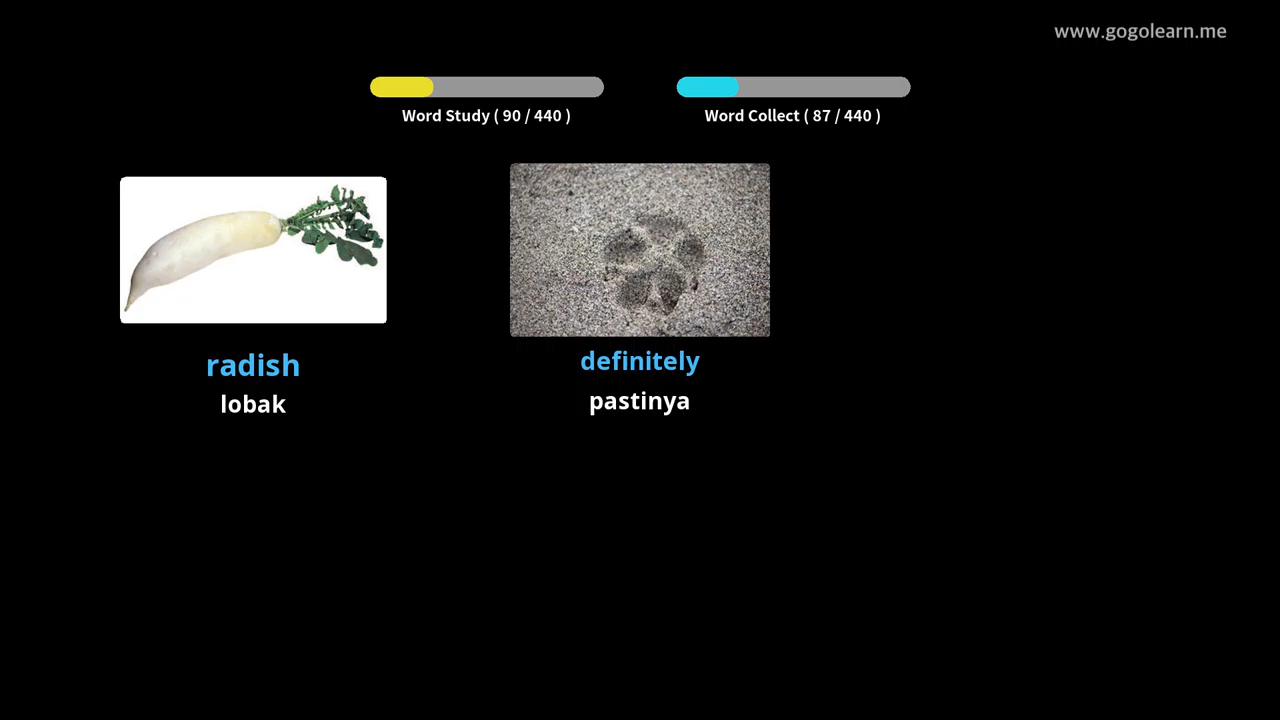 www.gogolearn.me
Word Study ( 90 / 440 )
Word Collect ( 87 / 440 )
radish
lobak
definitely
pastinya